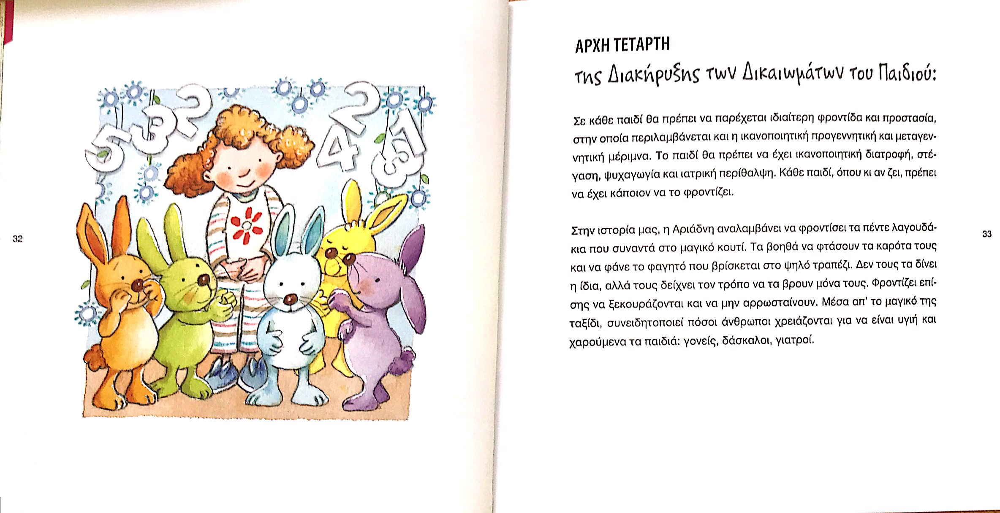 5 3 2
2 4 1 3
32
ΑΡΧΗ ΤΕΤΑΡΤΗ
της Διακήρυξης των Δικαιωμάτων του Παιδιού:
Σε κάθε παιδί θα πρέπει να παρέχεται ιδιαίτερη φροντίδα και προστασία,
στην οποία περιλαμβάνεται και η ικανοποιητική προγεννητική και μεταγεν-
νητική μέριμνα. Το παιδί θα πρέπει να έχει ικανοποιητική διατροφή, στέ-
γαση, ψυχαγωγία και ιατρική περίθαλψη. Κάθε παιδί, όπου κι αν ζει, πρέπει
να έχει κάποιον να το φροντίζει.
Στην ιστορία μας, η Αριάδνη αναλαμβάνει να φροντίσει τα πέντε λαγουδά-
κια που συναντά στο μαγικό κουτί. Τα βοηθά να φτάσουν τα καρότα τους
και να φάνε το φαγητό που βρίσκεται στο ψηλό τραπέζι. Δεν τους τα δίνει
η ίδια, αλλά τους δείχνει τον τρόπο να τα βρουν μόνα τους. Φροντίζει επί-
σης να ξεκουράζονται και να μην αρρωσταίνουν. Μέσα απ' το μαγικό της
ταξίδι, συνειδητοποιεί πόσοι άνθρωποι χρειάζονται για να είναι υγιή και
χαρούμενα τα παιδιά: γονείς, δάσκαλοι, γιατροί.
33